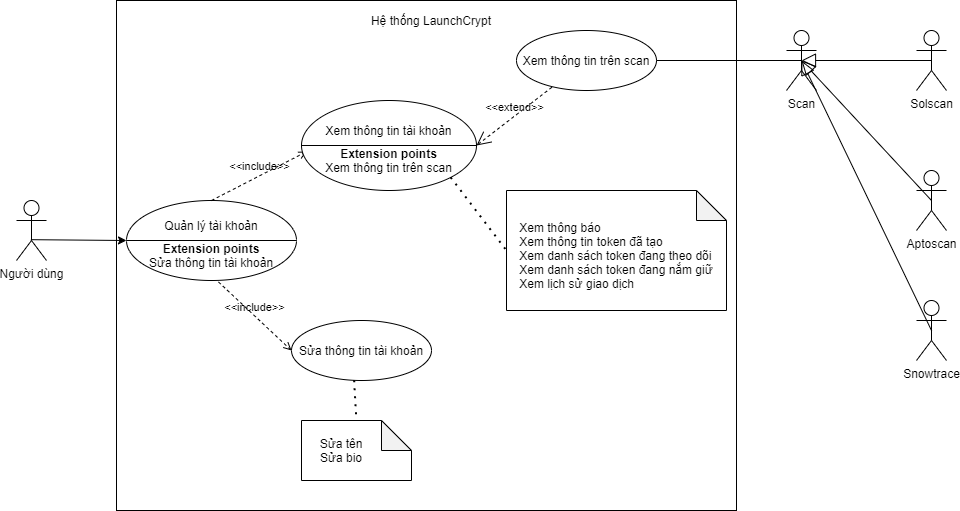 Hệ thống LaunchCrypt
Xem thông tin trên scan
Scan
Solscan
<<extend>>
Xem thông tin tài khoản
Extension points
Xem thông tin trên scan
<<include>>
Quản lý tài khoản
Extension points
Sửa thông tin tài khoản
Người dùng
Xem thông báo
Xem thông tin token đã tạo
Xem danh sách token đang theo dõi
Xem danh sách token đang nắm giữ
Xem lịch sử giao dịch
Aptoscan
<<include>>
Sửa thông tin tài khoản
Snowtrace
Sửa tên
Sửa bio